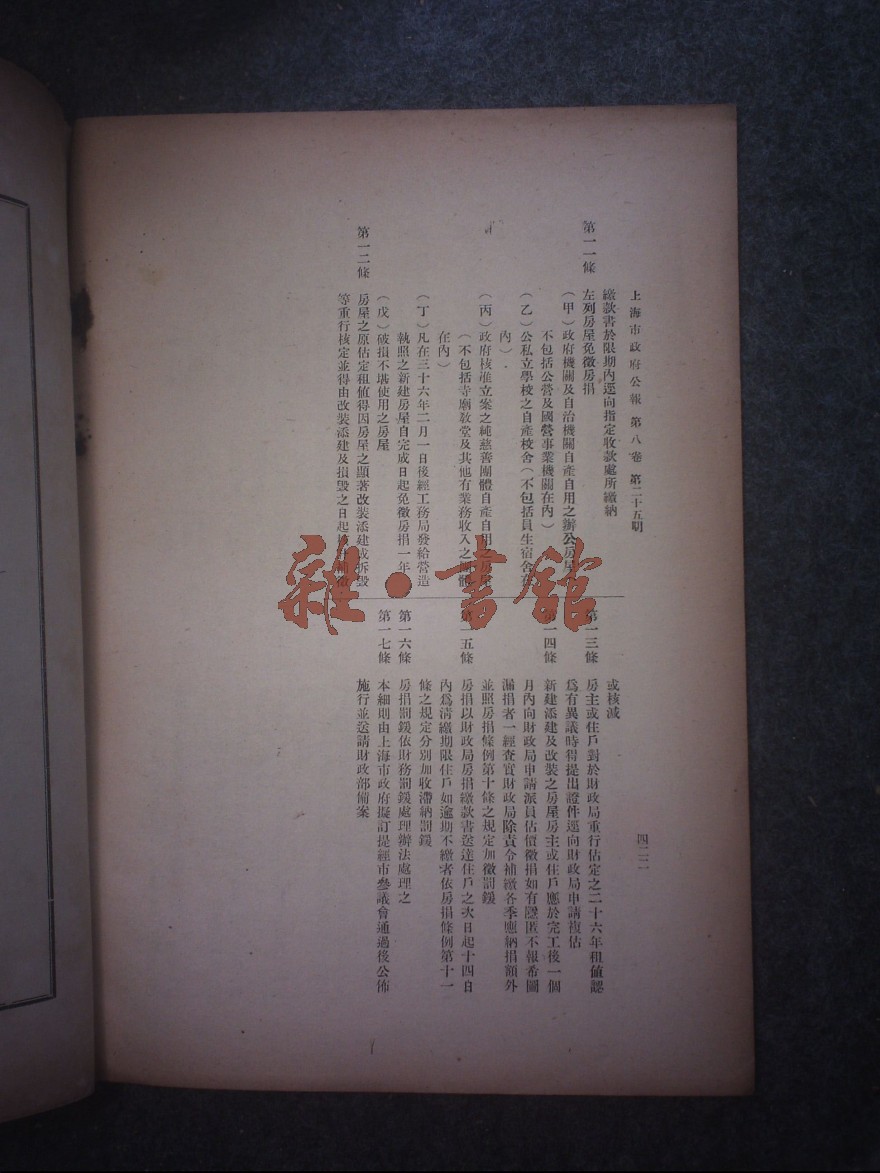 上海市政府公報　第八卷　第二十五期
四二二
繳款書於限期內逕向指定收款處所繳納
第一一條　左列房屋免徵房捐
（甲）政府機關及自治機關自產自用之辦公房屋（
不包括公營及國營事業機關在內）
（乙）公私立學校之自產校舍（不包括員生宿舍在
內）
（丙）政府核准立案之純慈善團體自產自用之房屋
（不包括寺廟敎堂及其他有業務收入之團體
在內）
（丁）凡在三十六年二月一日後經工務局發給營造
執照之新建房屋自完成日起免徵房捐一年
（戊）破損不堪使用之房屋
第一二條　房屋之原估定租値得因房屋之顯著改裝添建或拆毀
等重行核定並得由改裝添建及損毀之日起補徵
或核減
第一三條　房主或住戶對於財政局重行估定之二十六年租値認
爲有異議時得提出證件逕向財政局申請複估
第一四條　新建添建及改裝之房屋房主或住戶應於完工後一個
月內向財政局申請派員估價徵捐如有隱匿不報希圖
漏捐者一經查實財政局除責令補繳各季應納捐額外
並照房捐條例第十條之規定加徵罰鍰
第一五條　房捐以財政局房捐繳款書送達住戶之次日起十四日
內爲淸繳期限住戶如逾期不繳者依房捐條例第十一
條之規定分別加收滯納罰鍰
第一六條　房捐罰鍰依財務罰鍰處理辦法處理之
第一七條　本細則由上海市政府擬訂提經市參議會通過後公佈
施行並送請財政部備案
雜·書館